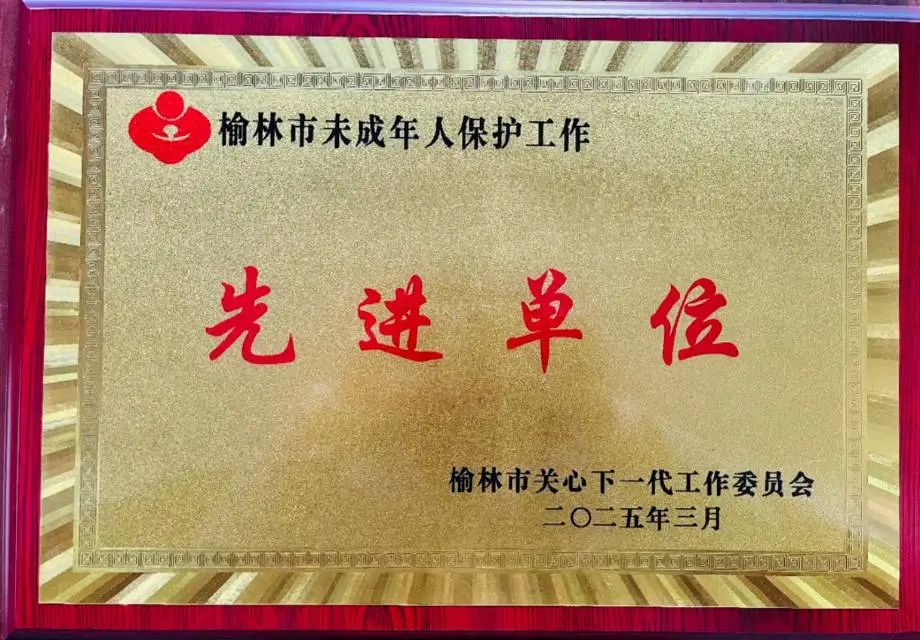 榆林市未成年人保护工作
先进单位
榆林市关心下一代工作委员会
二〇二五年三月